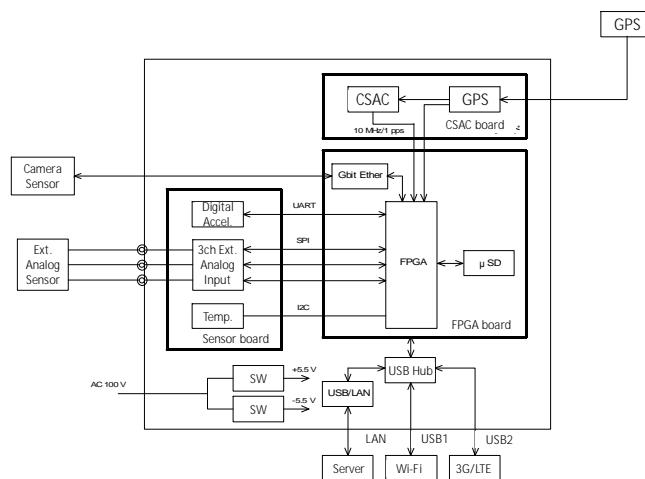 GPS
CSAC
GPS
10 MHz/1 pps
CSAC board
Camera
Sensor
Gbit Ether
Digital
Accel.
UART
Ext.
Analog
Sensor
3ch Ext.
Analog
Input
SPI
FPGA
µ SD
Temp.
I2C
Sensor board
FPGA board
AC 100 V
SW
+5.5 V
SW
-5.5 V
USB/LAN
USB Hub
LAN
USB1
USB2
Server
Wi-Fi
3G/LTE